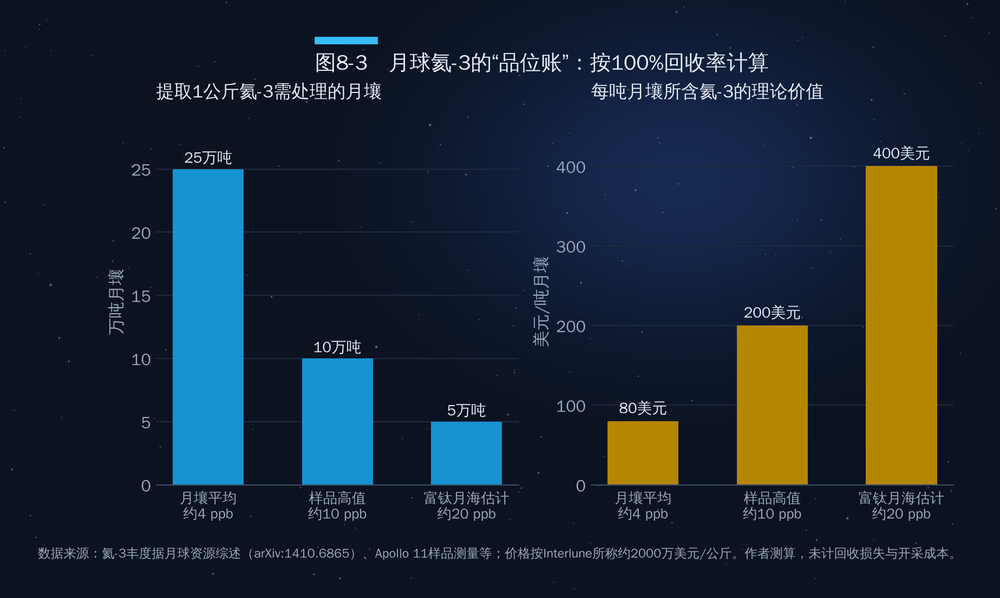 图8-3 月球氦-3的“品位账”：按100%回收率计算
提取1公斤氦-3需处理的月壤
万吨月壤
25
20
15
10
5
0
25万吨
10万吨
5万吨
月壤平均
约4 ppb
样品高值
约10 ppb
富钛月海估计
约20 ppb
每吨月壤所含氦-3的理论价值
美元/吨月壤
400
300
200
100
0
80美元
200美元
400美元
月壤平均
约4 ppb
样品高值
约10 ppb
富钛月海估计
约20 ppb
数据来源：氦-3丰度据月球资源综述（arXiv:1410.6865）、Apollo 11样品测量等；价格按Interlune所称约2000万美元/公斤。作者测算，未计回收损失与开采成本。